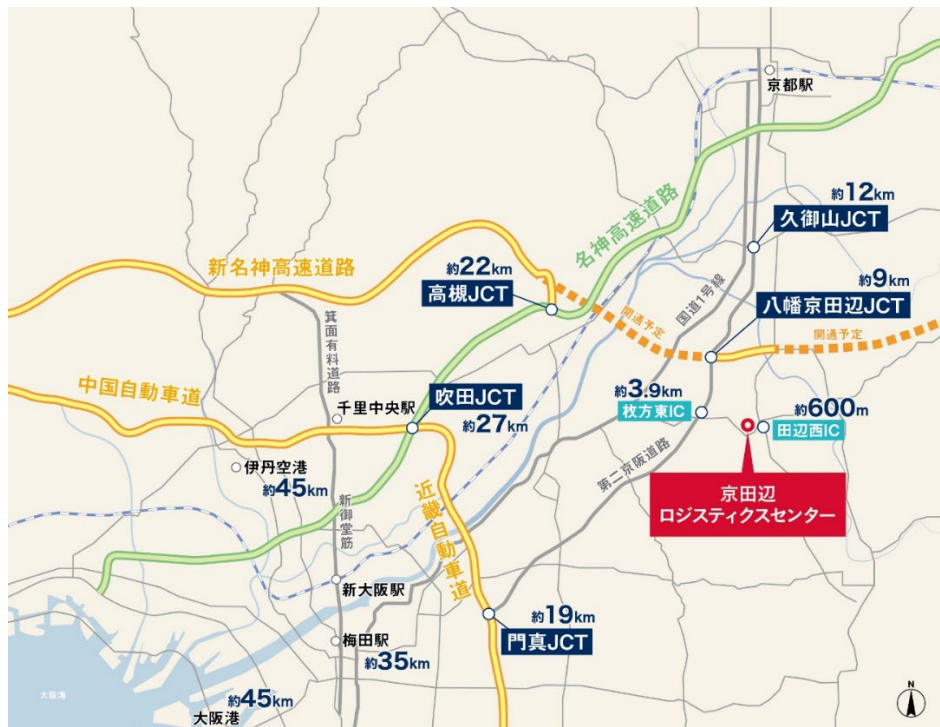 京都駅
約12km
久御山JCT
名神高速道路
新名神高速道路
約22km
高槻JCT
約9km
八幡京田辺JCT
国道1号線
開通予定
開通予定
箕面有料道路
中国自動車道
千里中央駅
吹田JCT
約27km
約3.9km
枚方東IC
約600m
田辺西IC
伊丹空港
約45km
第二京阪道路
京田辺
ロジスティクスセンター
新御堂筋
近畿自動車道
新大阪駅
約19km
門真JCT
梅田駅
約35km
大阪湾
約45km
大阪港
N